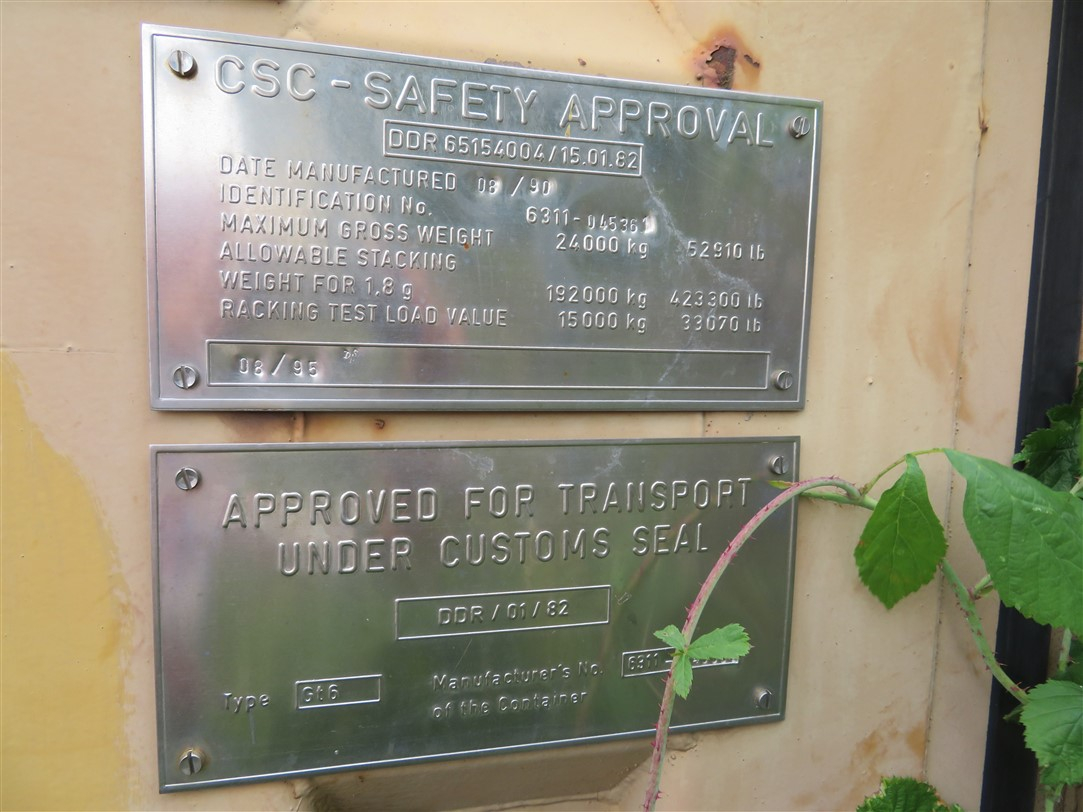 CSC - SAFETY APPROVAL
DDR 65154004/15.01.82
DATE MANUFACTURED 08 / 90
IDENTIFICATION No. 6311-045361
MAXIMUM GROSS WEIGHT 24000 kg 52910 lb
ALLOWABLE STACKING
WEIGHT FOR 1,8 g 192000 kg 423300 lb
RACKING TEST LOAD VALUE 15000 kg 33070 lb
08/95
APPROVED FOR TRANSPORT
UNDER CUSTOMS SEAL
DDR / 01 / 82
Type Gt6 Manufacturer's No. 6311-
of the Container